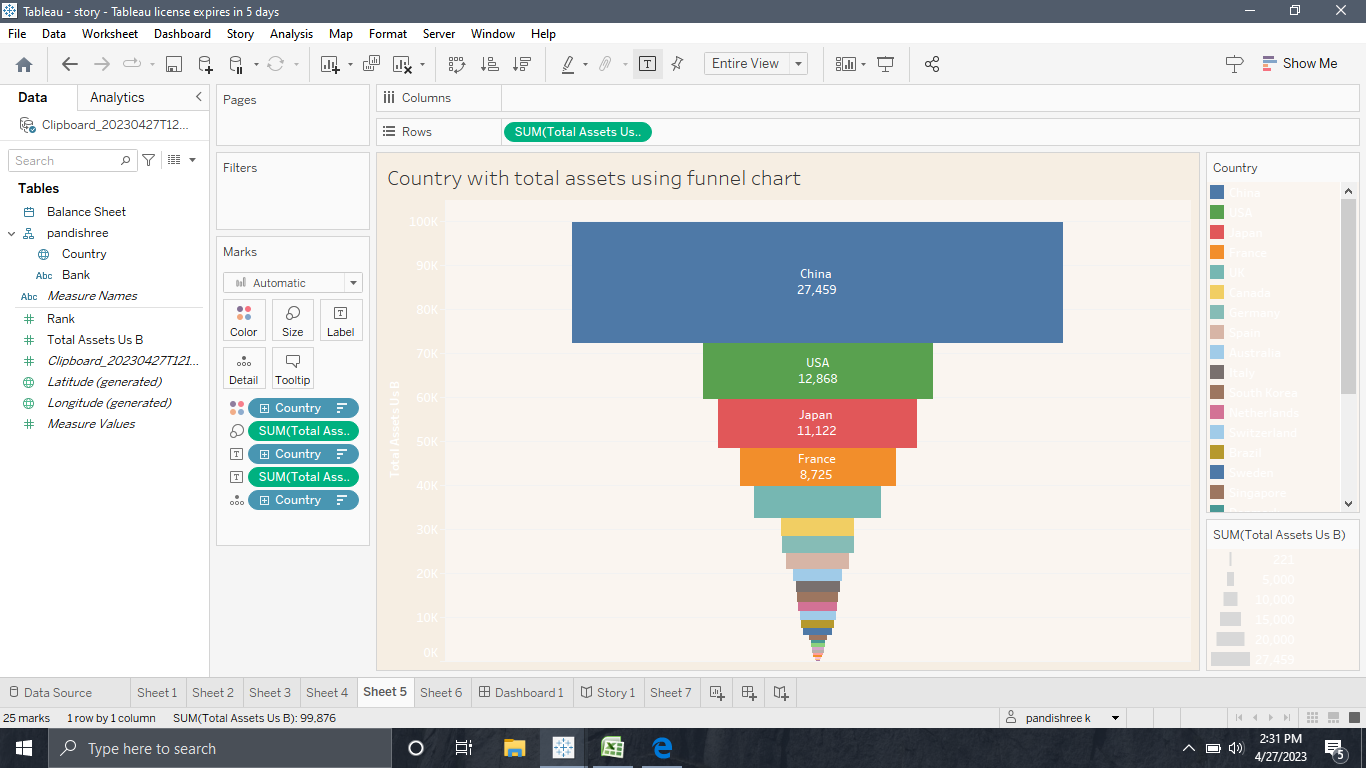 Tableau - story - Tableau license expires in 5 days
File Data Worksheet Dashboard Story Analysis Map Format Server Window Help
Entire View
Show Me
Data Analytics
Clipboard_20230427T12...
Search
Tables
Balance Sheet
pandishree
Country
Abc Bank
Abc Measure Names
Rank
Total Assets Us B
Clipboard_20230427T121...
Latitude (generated)
Longitude (generated)
Measure Values
Pages
Filters
Marks
Automatic
Color Size Label
Detail Tooltip
Country
SUM(Total Ass..
Country
SUM(Total Ass..
Country
Columns
Rows SUM(Total Assets Us..
Country with total assets using funnel chart
Total Assets Us B
100K
90K
80K
70K
60K
50K
40K
30K
20K
10K
0K
China
27,459
USA
12,868
Japan
11,122
France
8,725
Country
China
USA
Japan
France
UK
Canada
Germany
Spain
Australia
Italy
South Korea
Netherlands
Switzerland
Brazil
Sweden
Singapore
SUM(Total Assets Us B)
221
5,000
10,000
15,000
20,000
27,459
Data Source Sheet 1 Sheet 2 Sheet 3 Sheet 4 Sheet 5 Sheet 6 Dashboard 1 Story 1 Sheet 7
25 marks 1 row by 1 column SUM(Total Assets Us B): 99,876 pandishree k
Type here to search
2:31 PM
4/27/2023
5